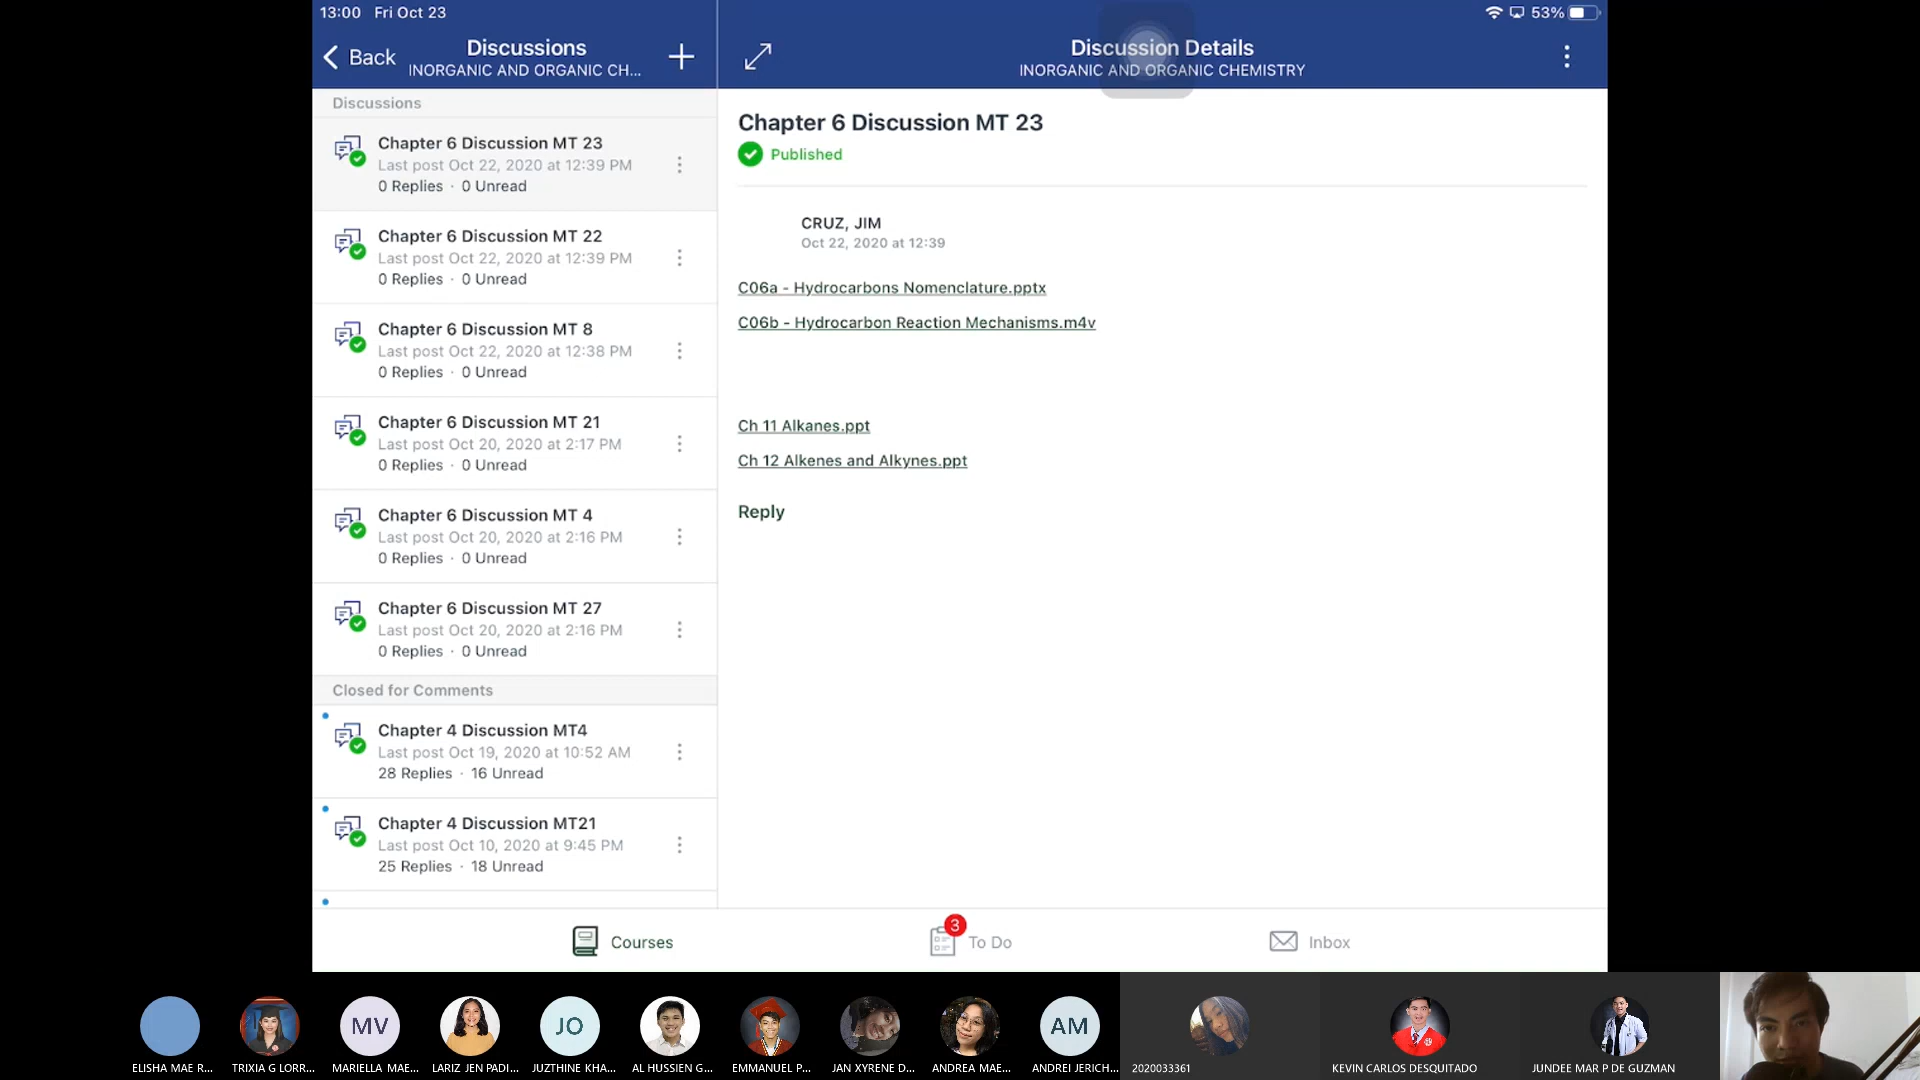 13:00 Fri Oct 23
53%
Back
Discussions
INORGANIC AND ORGANIC CH...
Discussion Details
INORGANIC AND ORGANIC CHEMISTRY
Discussions
Chapter 6 Discussion MT 23
Last post Oct 22, 2020 at 12:39 PM
0 Replies · 0 Unread
Chapter 6 Discussion MT 22
Last post Oct 22, 2020 at 12:39 PM
0 Replies · 0 Unread
Chapter 6 Discussion MT 8
Last post Oct 22, 2020 at 12:38 PM
0 Replies · 0 Unread
Chapter 6 Discussion MT 21
Last post Oct 20, 2020 at 2:17 PM
0 Replies · 0 Unread
Chapter 6 Discussion MT 4
Last post Oct 20, 2020 at 2:16 PM
0 Replies · 0 Unread
Chapter 6 Discussion MT 27
Last post Oct 20, 2020 at 2:16 PM
0 Replies · 0 Unread
Closed for Comments
Chapter 4 Discussion MT4
Last post Oct 19, 2020 at 10:52 AM
28 Replies · 16 Unread
Chapter 4 Discussion MT21
Last post Oct 10, 2020 at 9:45 PM
25 Replies · 18 Unread
Chapter 6 Discussion MT 23
Published
CRUZ, JIM
Oct 22, 2020 at 12:39
C06a - Hydrocarbons Nomenclature.pptx
C06b - Hydrocarbon Reaction Mechanisms.m4v
Ch 11 Alkanes.ppt
Ch 12 Alkenes and Alkynes.ppt
Reply
Courses
3
To Do
Inbox
MV
JO
AM
ELISHA MAE R...
TRIXIA G LORR...
MARIELLA MAE...
LARIZ JEN PADI...
JUZTHINE KHA...
AL HUSSIEN G...
EMMANUEL P...
JAN XYRENE D...
ANDREA MAE...
ANDREI JERICH...
2020033361
KEVIN CARLOS DESQUITADO
JUNDEE MAR P DE GUZMAN